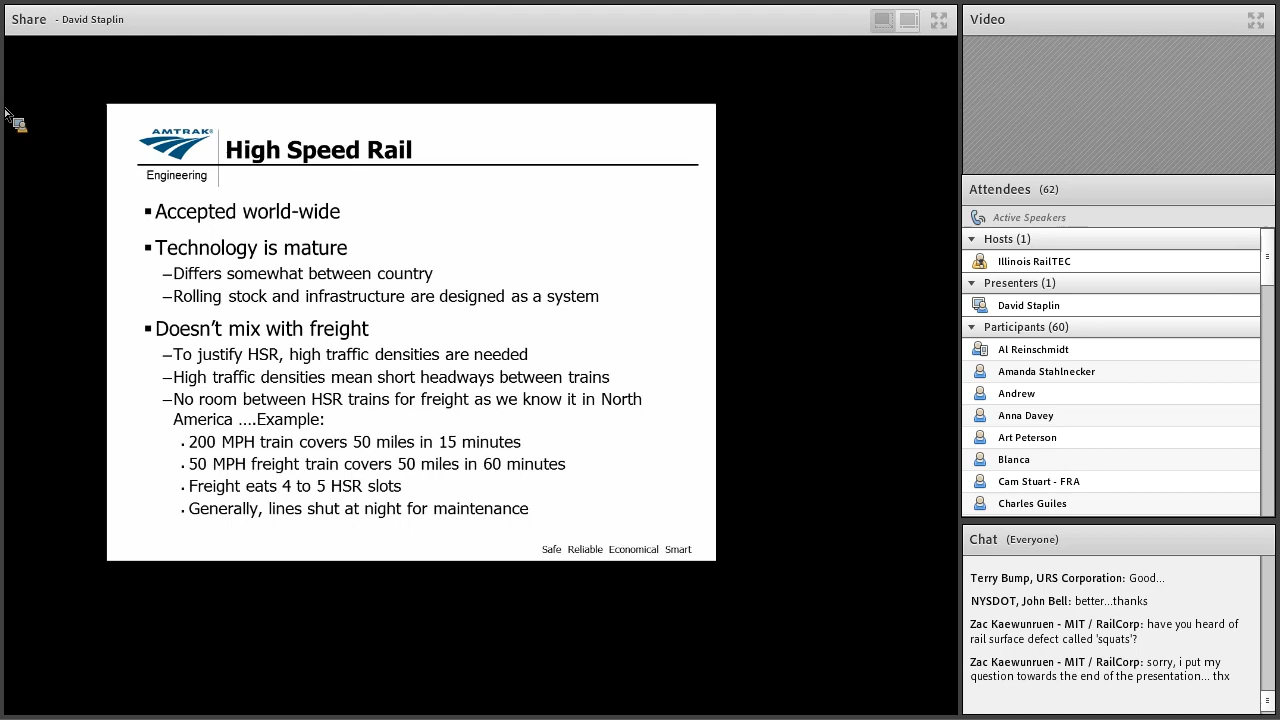 Share - David Staplin
AMTRAK®
Engineering
High Speed Rail
▪Accepted world-wide
▪Technology is mature
–Differs somewhat between country
–Rolling stock and infrastructure are designed as a system
▪Doesn’t mix with freight
–To justify HSR, high traffic densities are needed
–High traffic densities mean short headways between trains
–No room between HSR trains for freight as we know it in North
America ….Example:
▪ 200 MPH train covers 50 miles in 15 minutes
▪ 50 MPH freight train covers 50 miles in 60 minutes
▪ Freight eats 4 to 5 HSR slots
▪ Generally, lines shut at night for maintenance
Safe Reliable Economical Smart
Video
Attendees (62)
Active Speakers
Hosts (1)
Illinois RailTEC
Presenters (1)
David Staplin
Participants (60)
Al Reinschmidt
Amanda Stahlnecker
Andrew
Anna Davey
Art Peterson
Blanca
Cam Stuart - FRA
Charles Guiles
Chat (Everyone)
Terry Bump, URS Corporation: Good...
NYSDOT, John Bell: better...thanks
Zac Kaewunruen - MIT / RailCorp: have you heard of
rail surface defect called 'squats'?
Zac Kaewunruen - MIT / RailCorp: sorry, i put my
question towards the end of the presentation... thx